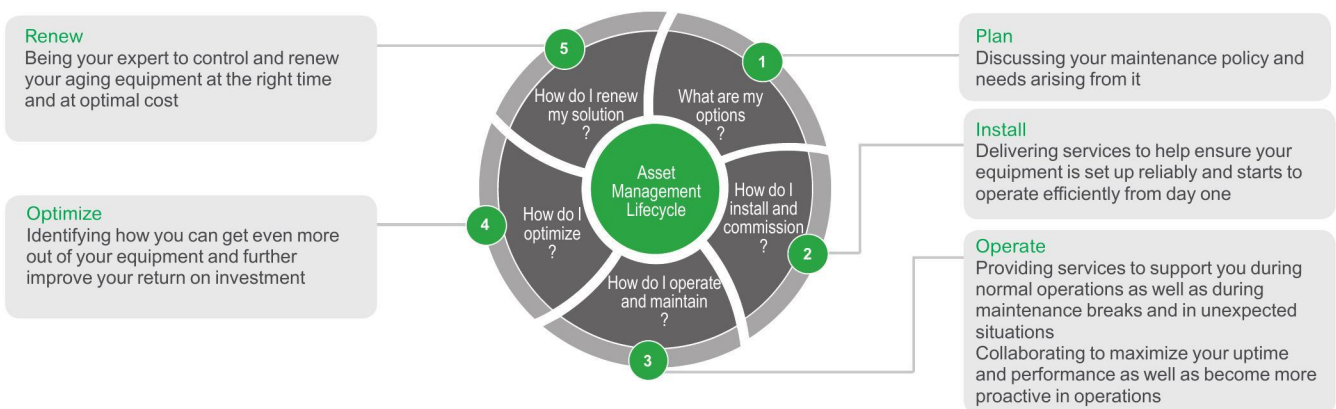 Renew
Being your expert to control and renew
your aging equipment at the right time
and at optimal cost
Optimize
Identifying how you can get even more
out of your equipment and further
improve your return on investment
5
How do I renew
my solution
?
1
What are my
options
?
Asset
Management
Lifecycle
How do I
install and
commission
?
2
4
How do I
optimize
?
How do I operate
and maintain
?
3
Plan
Discussing your maintenance policy and
needs arising from it
Install
Delivering services to help ensure your
equipment is set up reliably and starts to
operate efficiently from day one
Operate
Providing services to support you during
normal operations as well as during
maintenance breaks and in unexpected
situations
Collaborating to maximize your uptime
and performance as well as become more
proactive in operations